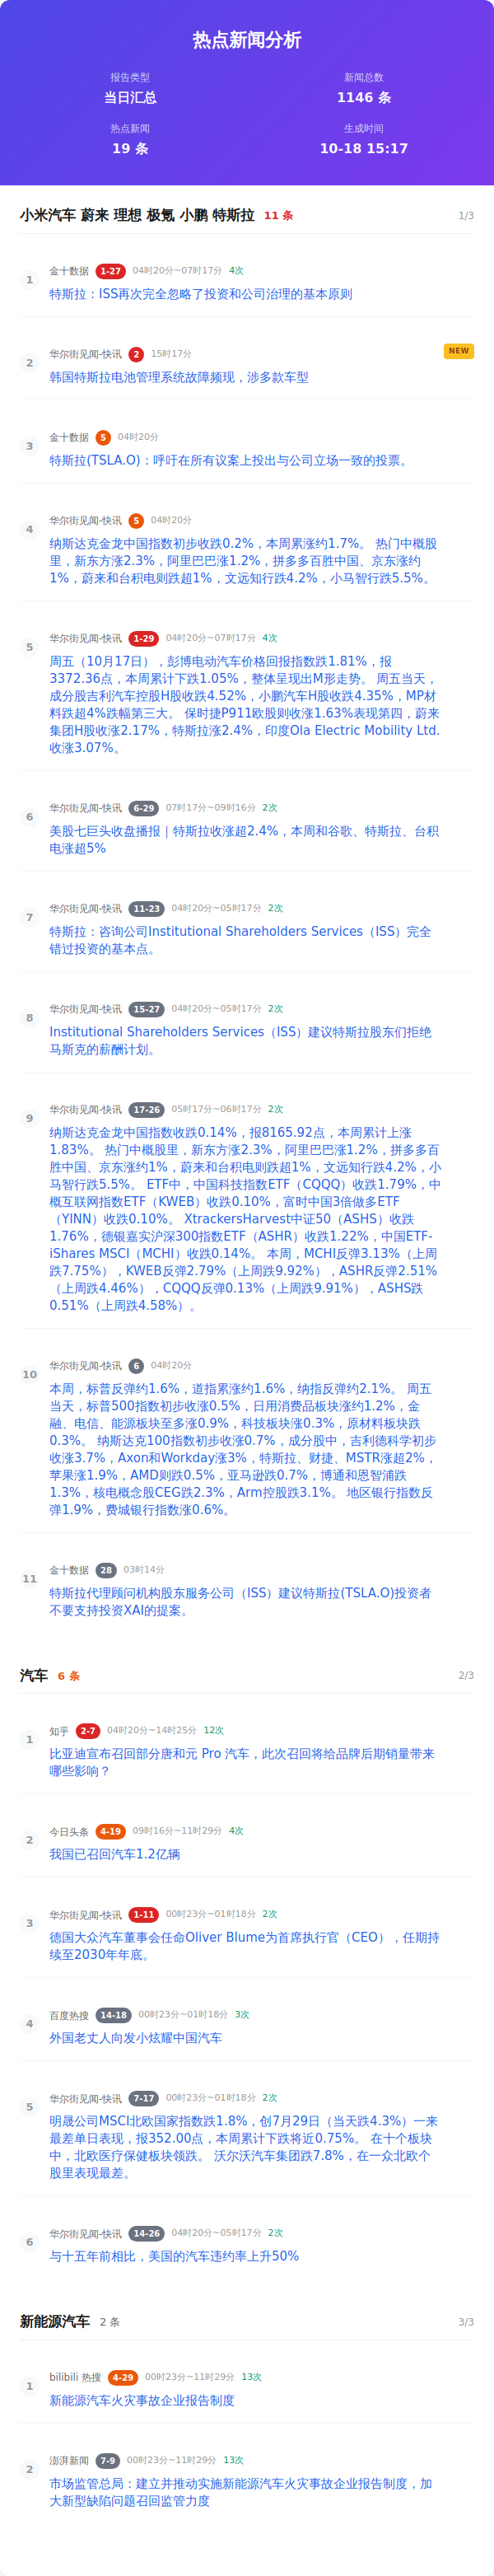 热点新闻分析
报告类型
当日汇总
新闻总数
1146 条
热点新闻
19 条
生成时间
10-18 15:17
小米汽车 蔚来 理想 极氪 小鹏 特斯拉 11 条 1/3
1
金十数据 1-27 04时20分~07时17分 4次
特斯拉：ISS再次完全忽略了投资和公司治理的基本原则
2
华尔街见闻-快讯 2 15时17分 NEW
韩国特斯拉电池管理系统故障频现，涉多款车型
3
金十数据 5 04时20分
特斯拉(TSLA.O)：呼吁在所有议案上投出与公司立场一致的投票。
4
华尔街见闻-快讯 5 04时20分
纳斯达克金龙中国指数初步收跌0.2%，本周累涨约1.7%。 热门中概股
里，新东方涨2.3%，阿里巴巴涨1.2%，拼多多百胜中国、京东涨约
1%，蔚来和台积电则跌超1%，文远知行跌4.2%，小马智行跌5.5%。
5
华尔街见闻-快讯 1-29 04时20分~07时17分 4次
周五（10月17日），彭博电动汽车价格回报指数跌1.81%，报
3372.36点，本周累计下跌1.05%，整体呈现出M形走势。 周五当天，
成分股吉利汽车控股H股收跌4.52%，小鹏汽车H股收跌4.35%，MP材
料跌超4%跌幅第三大。 保时捷P911欧股则收涨1.63%表现第四，蔚来
集团H股收涨2.17%，特斯拉涨2.4%，印度Ola Electric Mobility Ltd.
收涨3.07%。
6
华尔街见闻-快讯 6-29 07时17分~09时16分 2次
美股七巨头收盘播报｜特斯拉收涨超2.4%，本周和谷歌、特斯拉、台积
电涨超5%
7
华尔街见闻-快讯 11-23 04时20分~05时17分 2次
特斯拉：咨询公司Institutional Shareholders Services（ISS）完全
错过投资的基本点。
8
华尔街见闻-快讯 15-27 04时20分~05时17分 2次
Institutional Shareholders Services（ISS）建议特斯拉股东们拒绝
马斯克的薪酬计划。
9
华尔街见闻-快讯 17-26 05时17分~06时17分 2次
纳斯达克金龙中国指数收跌0.14%，报8165.92点，本周累计上涨
1.83%。 热门中概股里，新东方涨2.3%，阿里巴巴涨1.2%，拼多多百
胜中国、京东涨约1%，蔚来和台积电则跌超1%，文远知行跌4.2%，小
马智行跌5.5%。 ETF中，中国科技指数ETF（CQQQ）收跌1.79%，中
概互联网指数ETF（KWEB）收跌0.10%，富时中国3倍做多ETF
（YINN）收跌0.10%。 XtrackersHarvest中证50（ASHS）收跌
1.76%，德银嘉实沪深300指数ETF（ASHR）收跌1.22%，中国ETF-
iShares MSCI（MCHI）收跌0.14%。 本周，MCHI反弹3.13%（上周
跌7.75%），KWEB反弹2.79%（上周跌9.92%），ASHR反弹2.51%
（上周跌4.46%），CQQQ反弹0.13%（上周跌9.91%），ASHS跌
0.51%（上周跌4.58%）。
10
华尔街见闻-快讯 6 04时20分
本周，标普反弹约1.6%，道指累涨约1.6%，纳指反弹约2.1%。 周五
当天，标普500指数初步收涨0.5%，日用消费品板块涨约1.2%，金
融、电信、能源板块至多涨0.9%，科技板块涨0.3%，原材料板块跌
0.3%。 纳斯达克100指数初步收涨0.7%，成分股中，吉利德科学初步
收涨3.7%，Axon和Workday涨3%，特斯拉、财捷、MSTR涨超2%，
苹果涨1.9%，AMD则跌0.5%，亚马逊跌0.7%，博通和恩智浦跌
1.3%，核电概念股CEG跌2.3%，Arm控股跌3.1%。 地区银行指数反
弹1.9%，费城银行指数涨0.6%。
11
金十数据 28 03时14分
特斯拉代理顾问机构股东服务公司（ISS）建议特斯拉(TSLA.O)投资者
不要支持投资XAI的提案。
汽车 6 条 2/3
1
知乎 2-7 04时20分~14时25分 12次
比亚迪宣布召回部分唐和元 Pro 汽车，此次召回将给品牌后期销量带来
哪些影响？
2
今日头条 4-19 09时16分~11时29分 4次
我国已召回汽车1.2亿辆
3
华尔街见闻-快讯 1-11 00时23分~01时18分 2次
德国大众汽车董事会任命Oliver Blume为首席执行官（CEO），任期持
续至2030年年底。
4
百度热搜 14-18 00时23分~01时18分 3次
外国老丈人向发小炫耀中国汽车
5
华尔街见闻-快讯 7-17 00时23分~01时18分 2次
明晟公司MSCI北欧国家指数跌1.8%，创7月29日（当天跌4.3%）一来
最差单日表现，报352.00点，本周累计下跌将近0.75%。 在十个板块
中，北欧医疗保健板块领跌。 沃尔沃汽车集团跌7.8%，在一众北欧个
股里表现最差。
6
华尔街见闻-快讯 14-26 04时20分~05时17分 2次
与十五年前相比，美国的汽车违约率上升50%
新能源汽车 2 条 3/3
1
bilibili 热搜 4-29 00时23分~11时29分 13次
新能源汽车火灾事故企业报告制度
2
澎湃新闻 7-9 00时23分~11时29分 13次
市场监管总局：建立并推动实施新能源汽车火灾事故企业报告制度，加
大新型缺陷问题召回监管力度